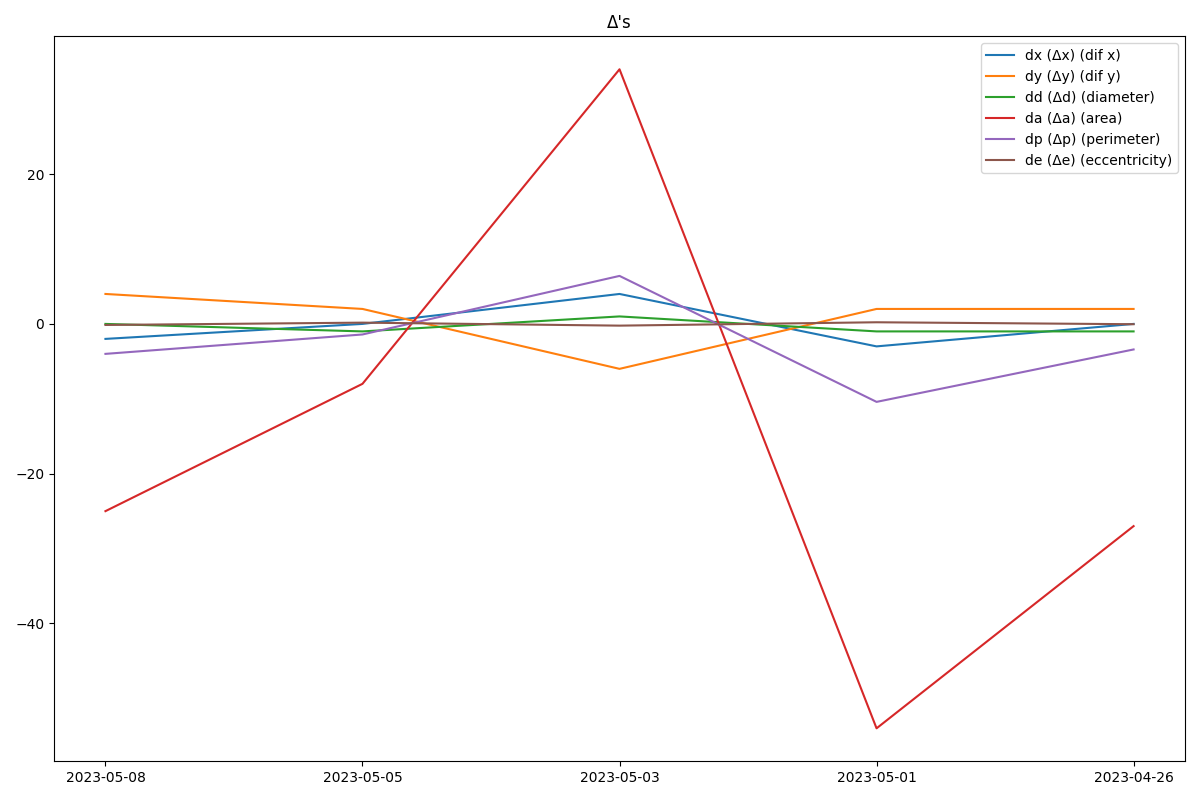 Δ's
dx (Δx) (dif x)
dy (Δy) (dif y)
dd (Δd) (diameter)
da (Δa) (area)
dp (Δp) (perimeter)
de (Δe) (eccentricity)
20
0
−20
−40
2023-05-08 2023-05-05 2023-05-03 2023-05-01 2023-04-26